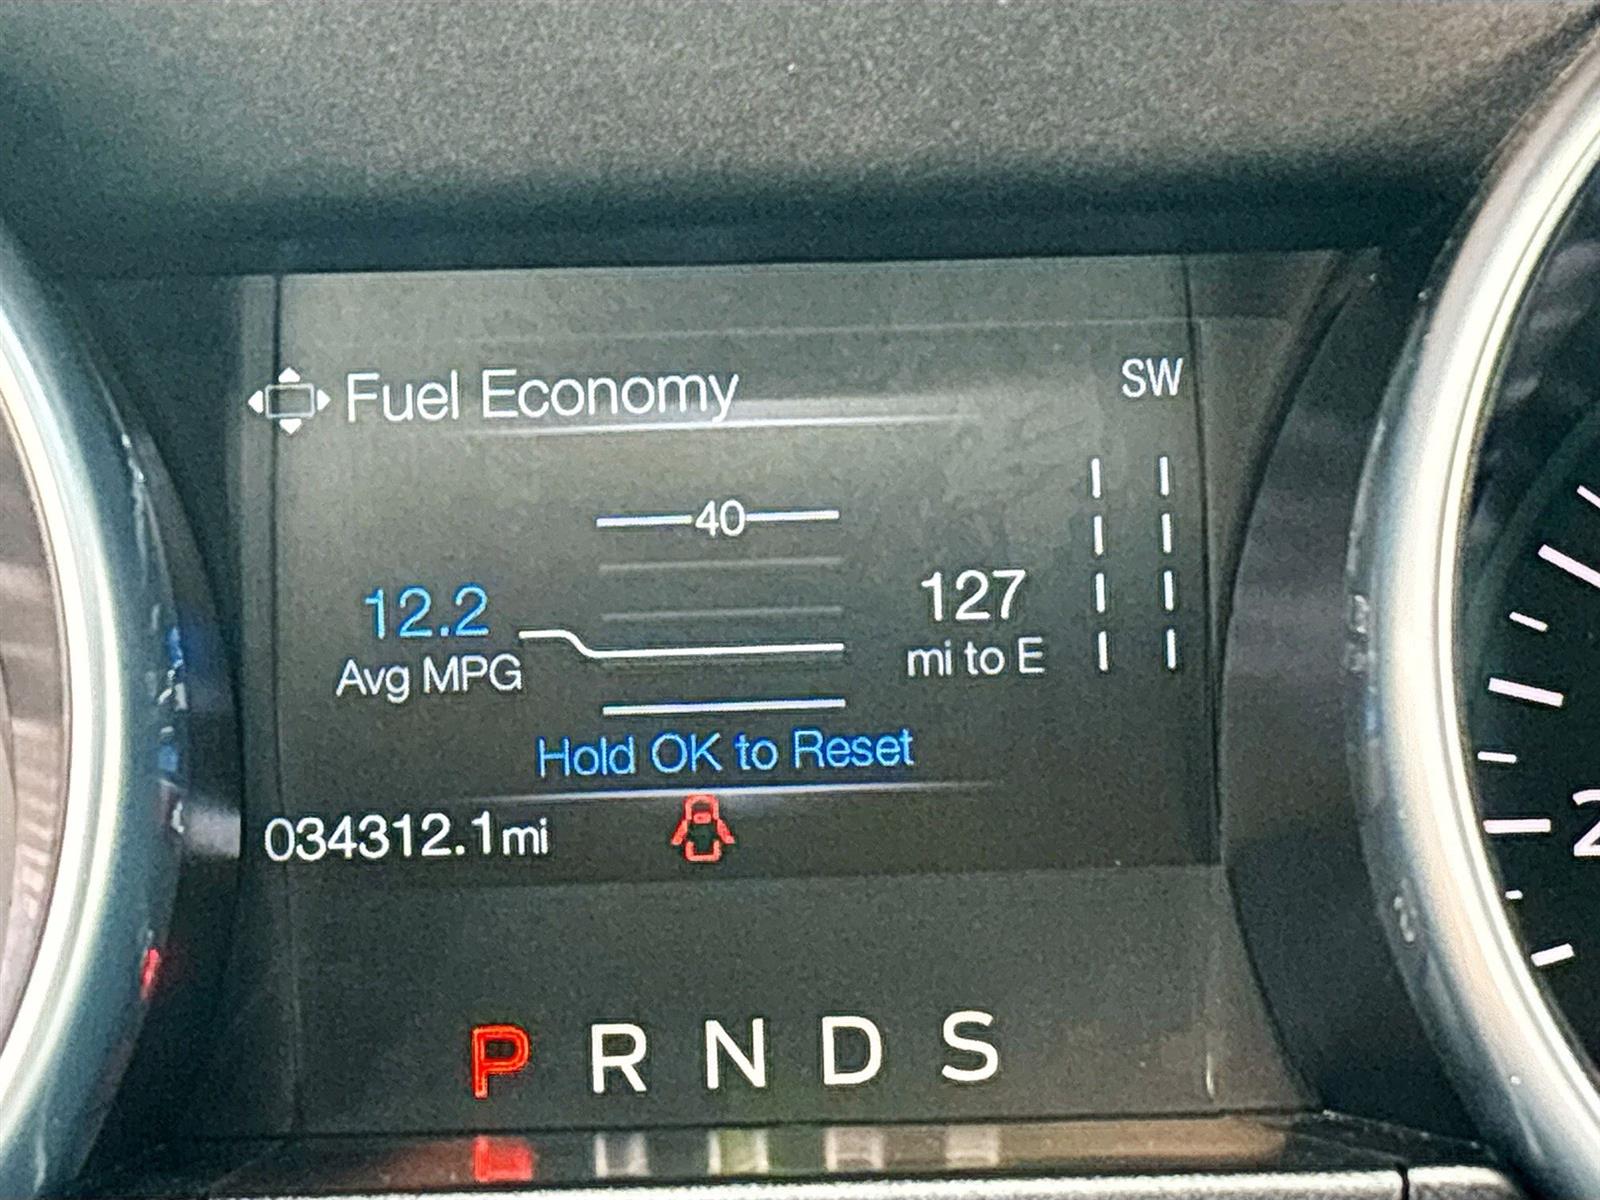 Fuel Economy
SW
40
12.2
Avg MPG
127
mi to E
Hold OK to Reset
034312.1mi
P R N D S
2